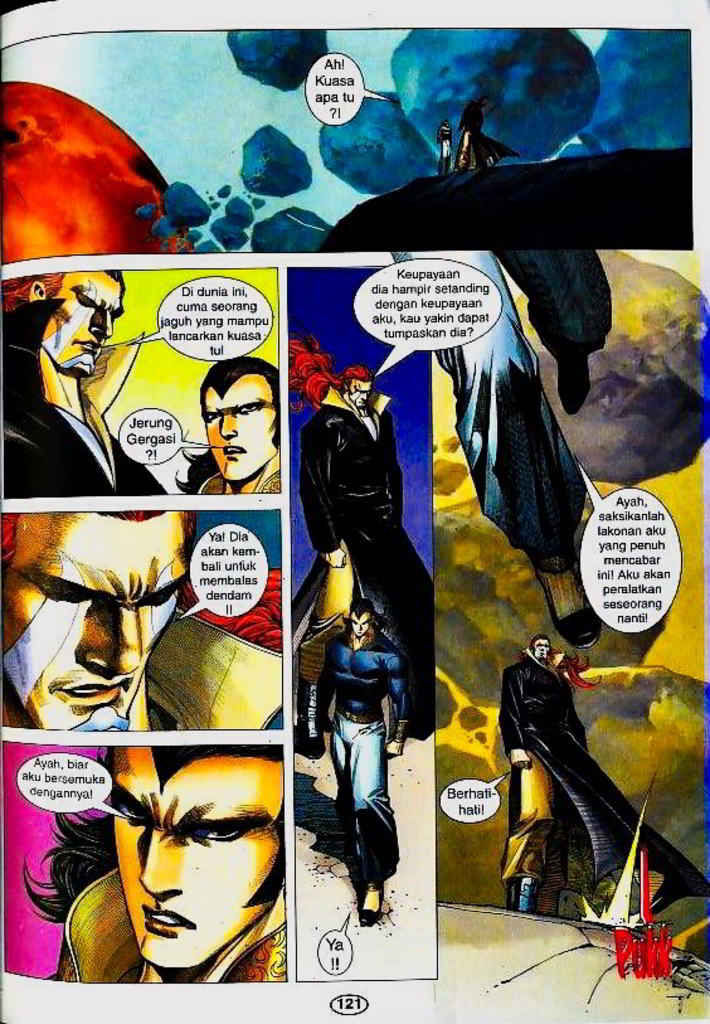 Ah!
Kuasa
apa tu
?!
Di dunia ini,
cuma seorang
jaguh yang mampu
lancarkan kuasa
tu!
Jerung
Gergasi
?!
Ya! Dia
akan kem-
bali untuk
membalas
dendam
!!
Ayah, biar
aku bersemuka
dengannya!
Keupayaan
dia hampir setanding
dengan keupayaan
aku, kau yakin dapat
tumpaskan dia?
Ya
!!
Ayah,
saksikanlah
lakonan aku
yang penuh
mencabar
ini! Aku akan
peralatkan
seseorang
nanti!
Berhati-
hati!
121